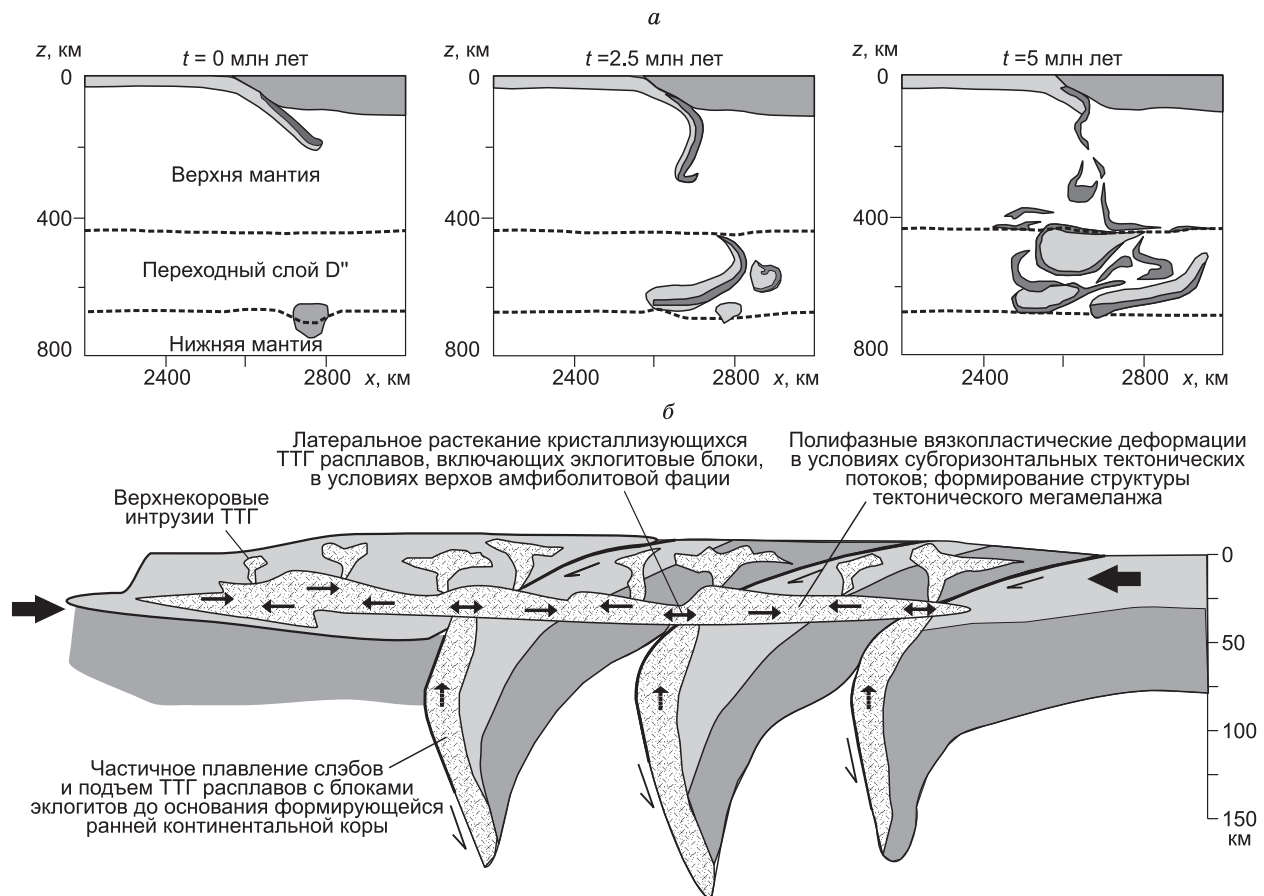 а
z, км
t = 0 млн лет
0
Верхня мантия
400
Переходный слой D"
Нижняя мантия
800
2400
2800
x, км
z, км
t =2.5 млн лет
0
400
800
2400
2800
x, км
z, км
t =5 млн лет
0
400
800
2400
2800
x, км
б
Латеральное растекание кристаллизующихся
ТТГ расплавов, включающих эклогитовые блоки,
в условиях верхов амфиболитовой фации
Полифазные вязкопластические деформации
в условиях субгоризонтальных тектонических
потоков; формирование структуры
тектонического мегамеланжа
Верхнекоровые
интрузии ТТГ
0
50
100
150
км
Частичное плавление слэбов
и подъем ТТГ расплавов с блоками
эклогитов до основания формирующейся
ранней континентальной коры